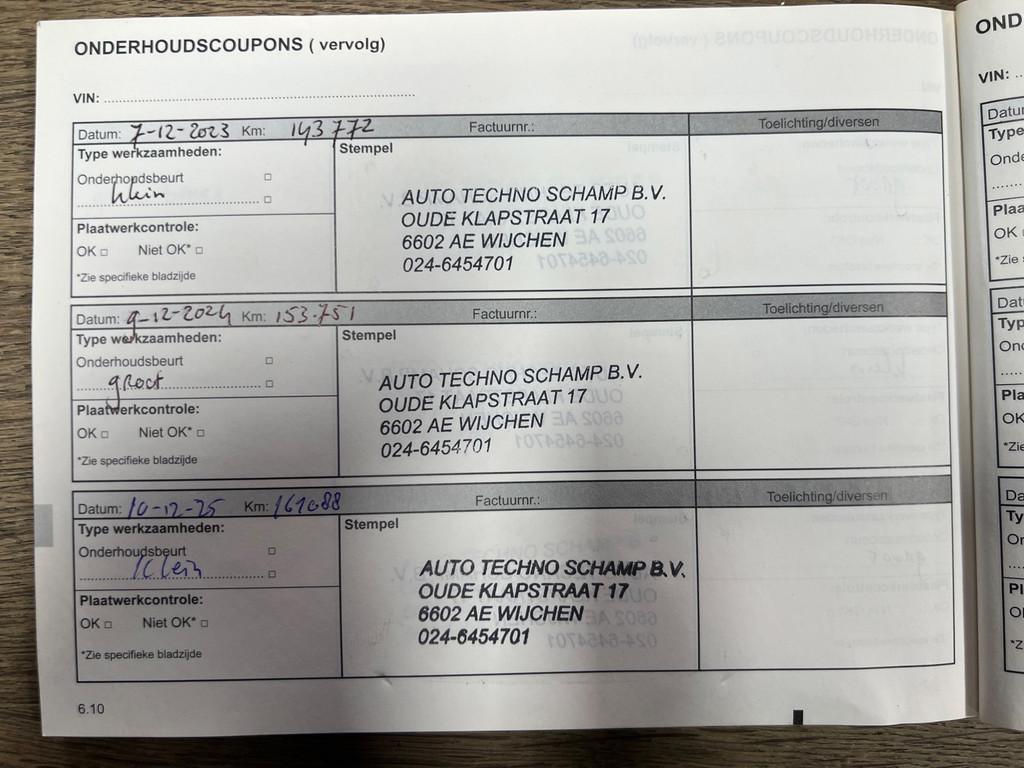 ONDERHOUDSCOUPONS ( vervolg)
VIN:
Datum: 7-12-2023 Km: 143772 Factuurnr.: Toelichting/diversen
Type werkzaamheden:
Stempel
Onderhoudsbeurt
klein
AUTO TECHNO SCHAMP B.V.
OUDE KLAPSTRAAT 17
6602 AE WIJCHEN
024-6454701
Plaatwerkcontrole:
OK Niet OK*
*Zie specifieke bladzijde
Datum: 9-12-2024 Km: 153.751 Factuurnr.: Toelichting/diversen
Type werkzaamheden:
Stempel
Onderhoudsbeurt
groot
AUTO TECHNO SCHAMP B.V.
OUDE KLAPSTRAAT 17
6602 AE WIJCHEN
024-6454701
Plaatwerkcontrole:
OK Niet OK*
*Zie specifieke bladzijde
Datum: 10-12-25 Km: 161088 Factuurnr.: Toelichting/diversen
Type werkzaamheden:
Stempel
Onderhoudsbeurt
Klein
AUTO TECHNO SCHAMP B.V.
OUDE KLAPSTRAAT 17
6602 AE WIJCHEN
024-6454701
Plaatwerkcontrole:
OK Niet OK*
*Zie specifieke bladzijde
6.10
OND
VIN: